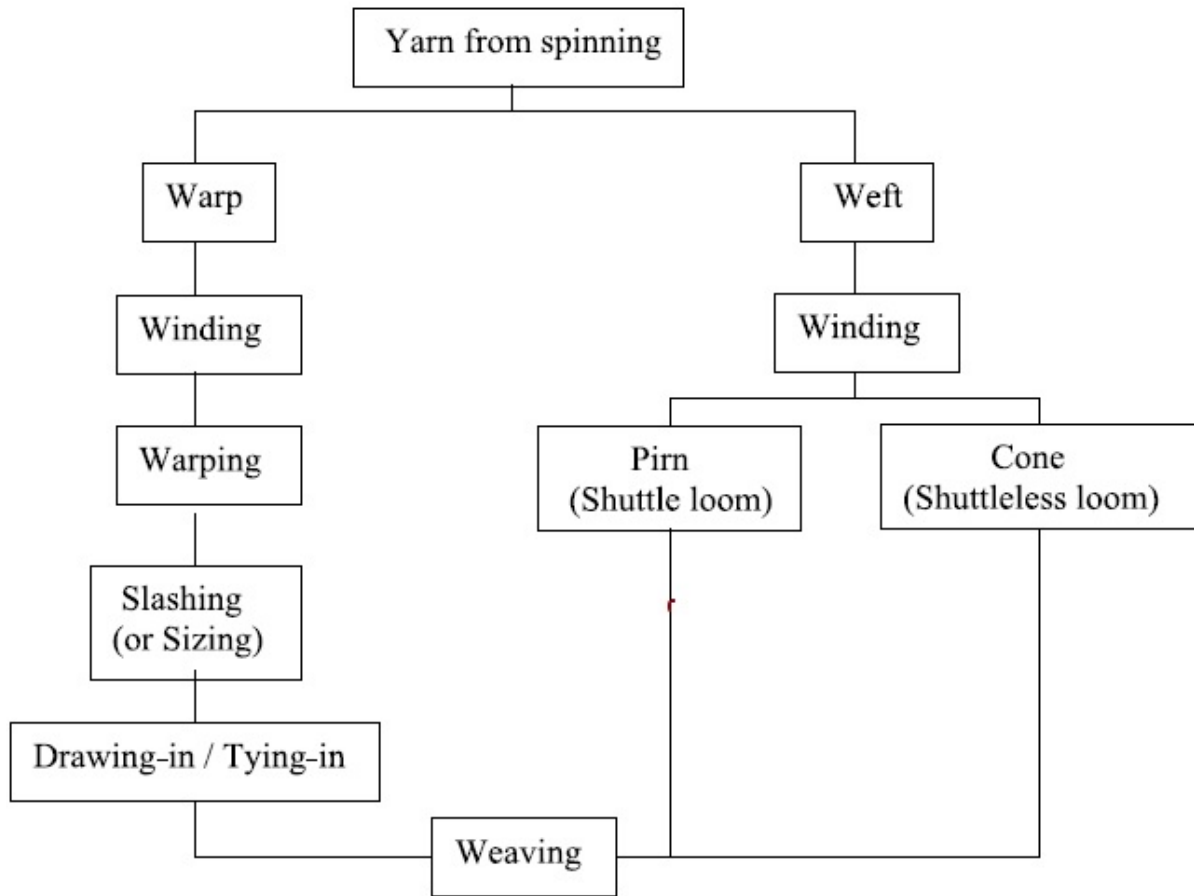 Yarn from spinning
Warp
Weft
Winding
Winding
Warping
Pirn
(Shuttle loom)
Cone
(Shuttleless loom)
Slashing
(or Sizing)
Drawing-in / Tying-in
Weaving